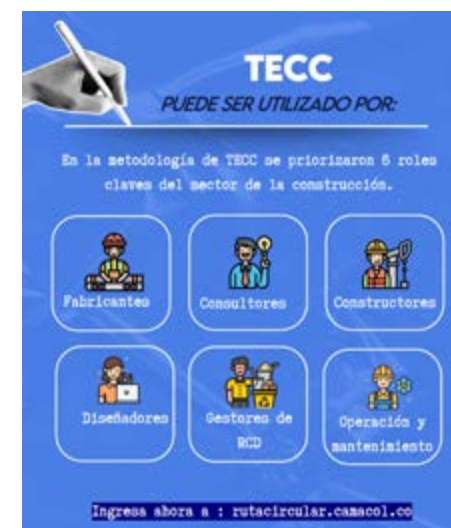 TECC
PUEDE SER UTILIZADO POR:
En la metodología de TECC se priorizaron 6 roles
claves del sector de la construcción.
Fabricantes
Consultores
Constructores
Diseñadores
Gestores de
RCD
Operación y
mantenimiento
Ingresa ahora a : rutacircular.camacol.co